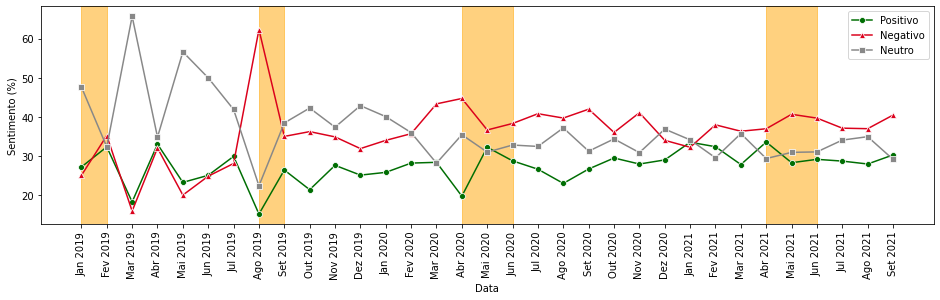 Positivo
Negativo
Neutro
Sentimento (%)
60
50
40
30
20
Jan 2019
Fev 2019
Mar 2019
Abr 2019
Mai 2019
Jun 2019
Jul 2019
Ago 2019
Set 2019
Out 2019
Nov 2019
Dez 2019
Jan 2020
Fev 2020
Mar 2020
Abr 2020
Mai 2020
Jun 2020
Jul 2020
Ago 2020
Set 2020
Out 2020
Nov 2020
Dez 2020
Jan 2021
Fev 2021
Mar 2021
Abr 2021
Mai 2021
Jun 2021
Jul 2021
Ago 2021
Set 2021
Data